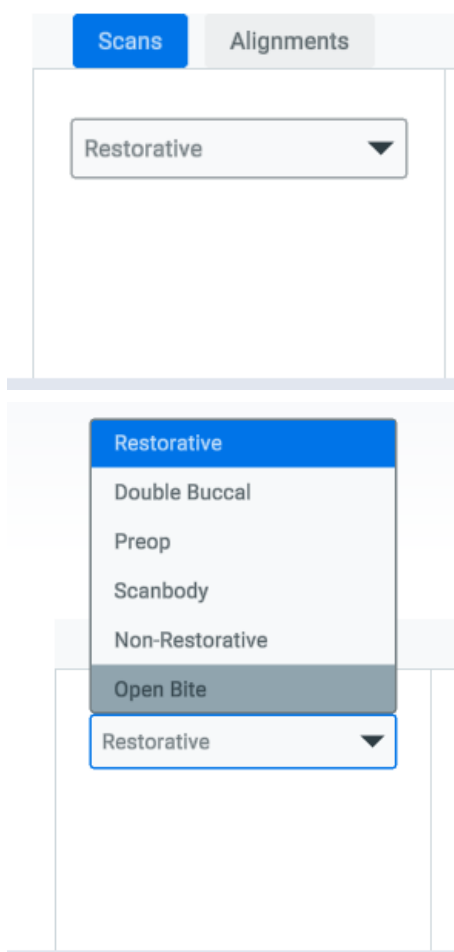 Scans Alignments
Restorative
Restorative
Double Buccal
Preop
Scanbody
Non-Restorative
Open Bite
Restorative